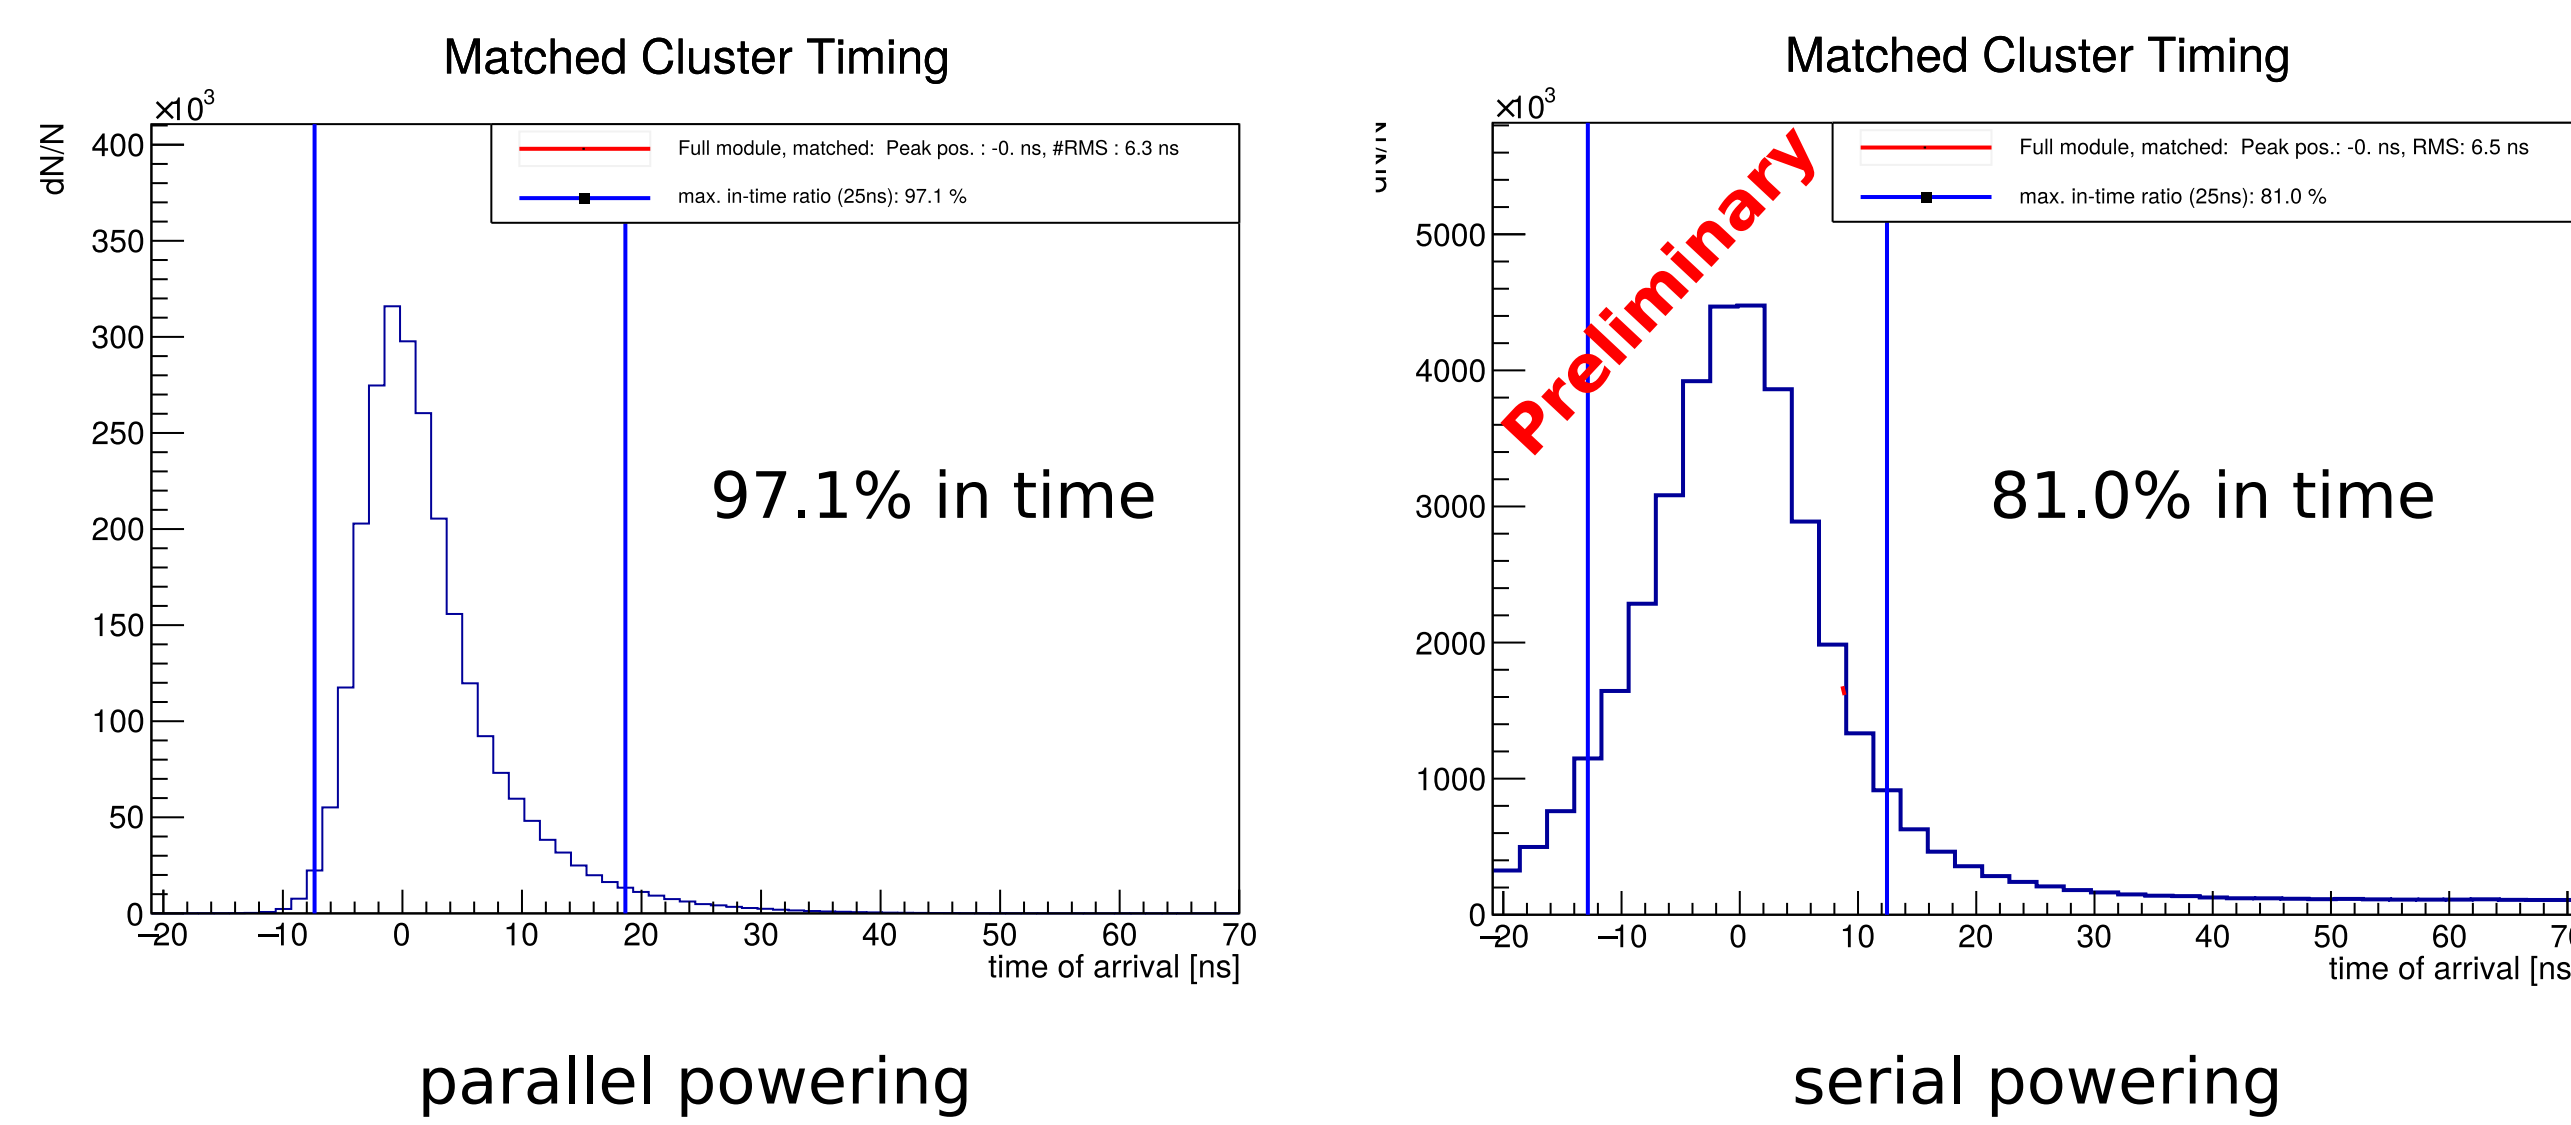 Matched Cluster Timing
×10³
dN/N
Full module, matched: Peak pos. : -0. ns, #RMS : 6.3 ns
max. in-time ratio (25ns): 97.1 %
400
350
300
250
200
150
100
50
0
97.1% in time
−20 −10 0 10 20 30 40 50 60 70
time of arrival [ns]
parallel powering
Matched Cluster Timing
×10³
Full module, matched: Peak pos.: -0. ns, RMS: 6.5 ns
max. in-time ratio (25ns): 81.0 %
Preliminary
5000
4000
3000
2000
1000
0
81.0% in time
−20 −10 0 10 20 30 40 50 60
time of arrival [ns
serial powering